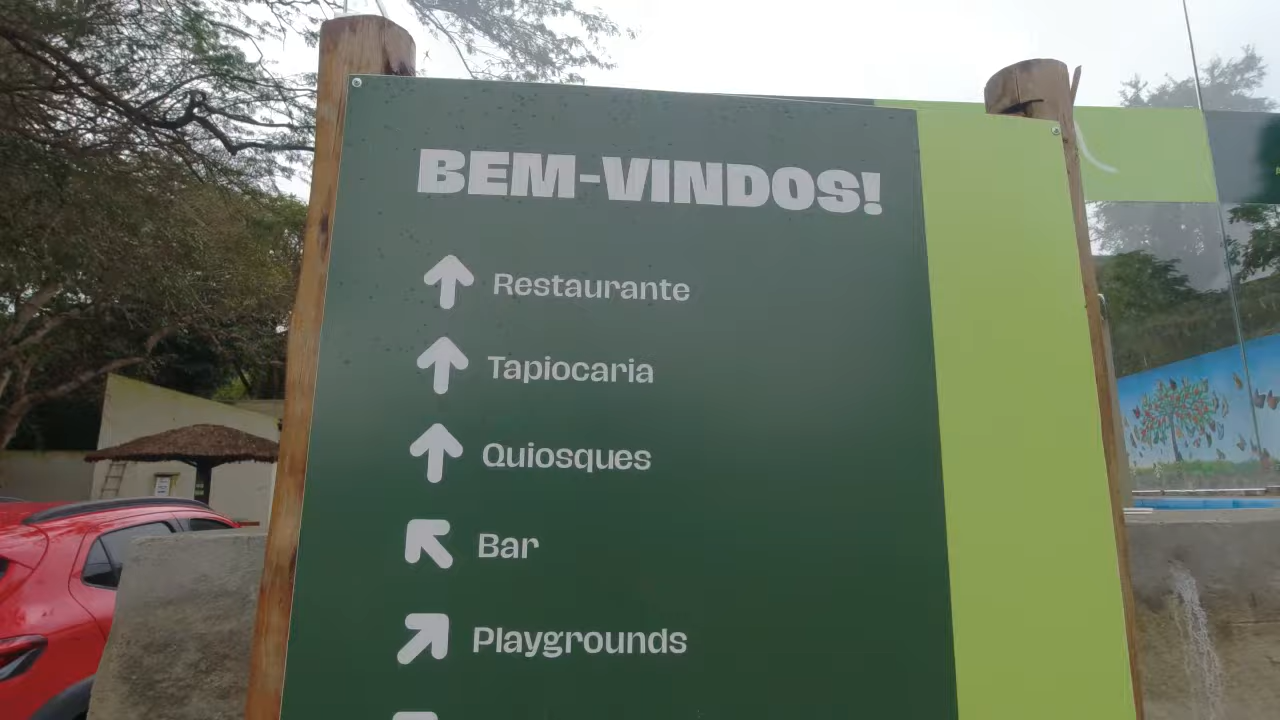 BEM-VINDOS!
Restaurante
Tapiocaria
Quiosques
Bar
Playgrounds